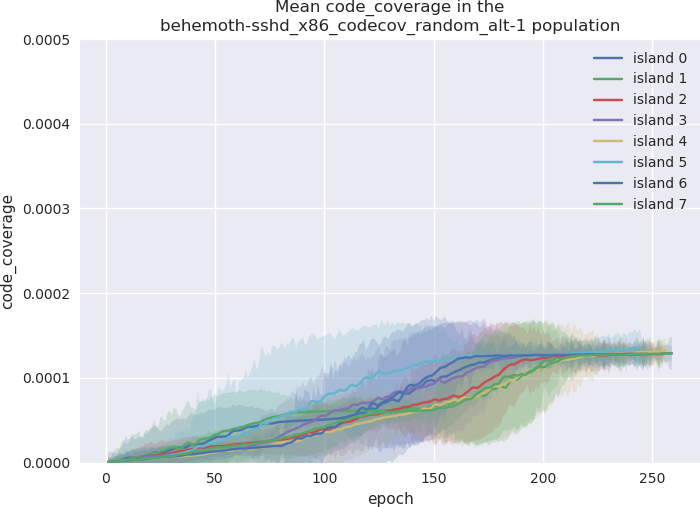 Mean code_coverage in the
behemoth-sshd_x86_codecov_random_alt-1 population
0.0005
0.0004
0.0003
0.0002
0.0001
0.0000
code_coverage
island 0
island 1
island 2
island 3
island 4
island 5
island 6
island 7
0
50
100
150
200
250
epoch